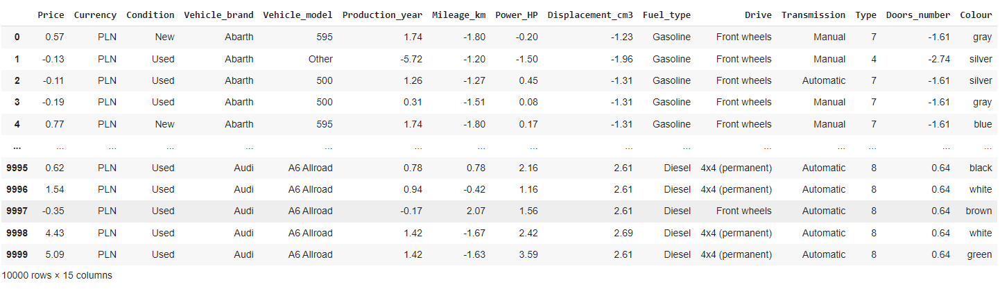 Price Currency Condition Vehicle_brand Vehicle_model Production_year Mileage_km Power_HP Displacement_cm3 Fuel_type Drive Transmission Type Doors_number Colour
0 0.57 PLN New Abarth 595 1.74 -1.80 -0.20 -1.23 Gasoline Front wheels Manual 7 -1.61 gray
1 -0.13 PLN Used Abarth Other -5.72 -1.20 -1.50 -1.96 Gasoline Front wheels Manual 4 -2.74 silver
2 -0.11 PLN Used Abarth 500 1.26 -1.27 0.45 -1.31 Gasoline Front wheels Automatic 7 -1.61 silver
3 -0.19 PLN Used Abarth 500 0.31 -1.51 0.08 -1.31 Gasoline Front wheels Manual 7 -1.61 gray
4 0.77 PLN New Abarth 595 1.74 -1.80 0.17 -1.31 Gasoline Front wheels Manual 7 -1.61 blue
... ... ... ... ... ... ... ... ... ... ... ... ... ... ... ...
9995 0.62 PLN Used Audi A6 Allroad 0.78 0.78 2.16 2.61 Diesel 4x4 (permanent) Automatic 8 0.64 black
9996 1.54 PLN Used Audi A6 Allroad 0.94 -0.42 1.16 2.61 Diesel 4x4 (permanent) Automatic 8 0.64 white
9997 -0.35 PLN Used Audi A6 Allroad -0.17 2.07 1.56 2.61 Diesel Front wheels Automatic 8 0.64 brown
9998 4.43 PLN Used Audi A6 Allroad 1.42 -1.67 2.42 2.69 Diesel 4x4 (permanent) Automatic 8 0.64 white
9999 5.09 PLN Used Audi A6 Allroad 1.42 -1.63 3.59 2.61 Diesel 4x4 (permanent) Automatic 8 0.64 green
10000 rows × 15 columns